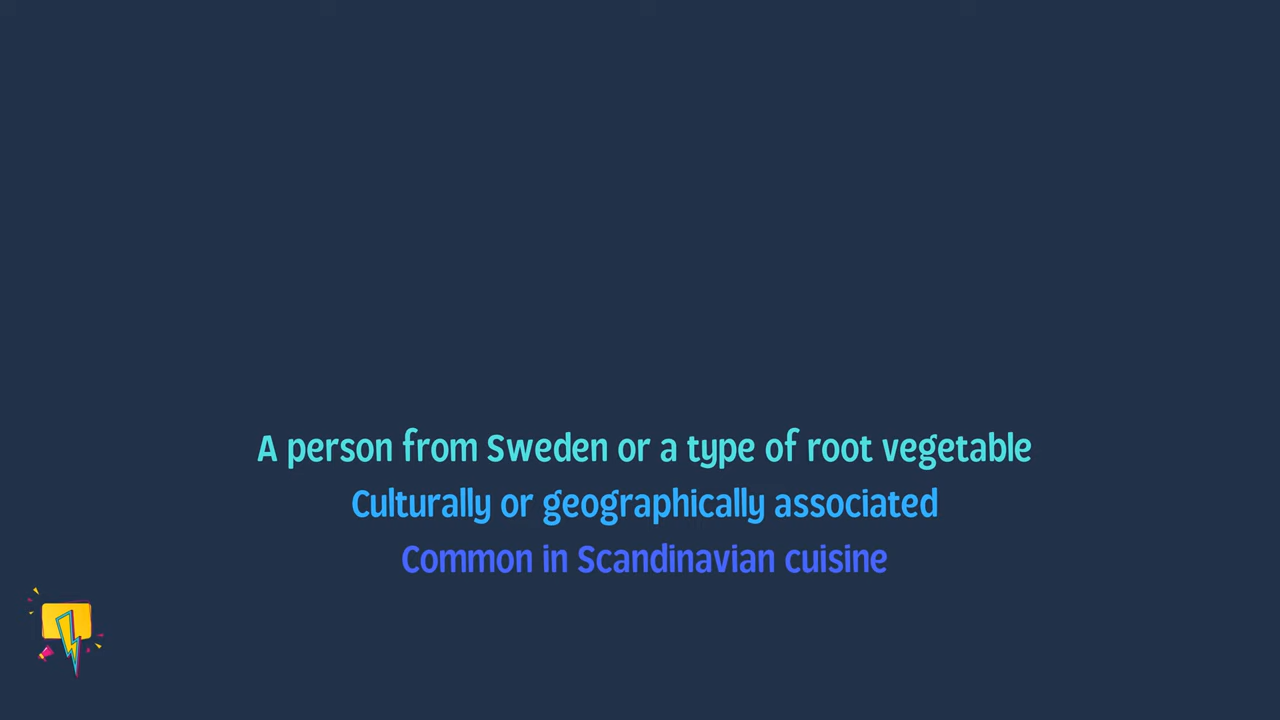 A person from Sweden or a type of root vegetable
Culturally or geographically associated
Common in Scandinavian cuisine